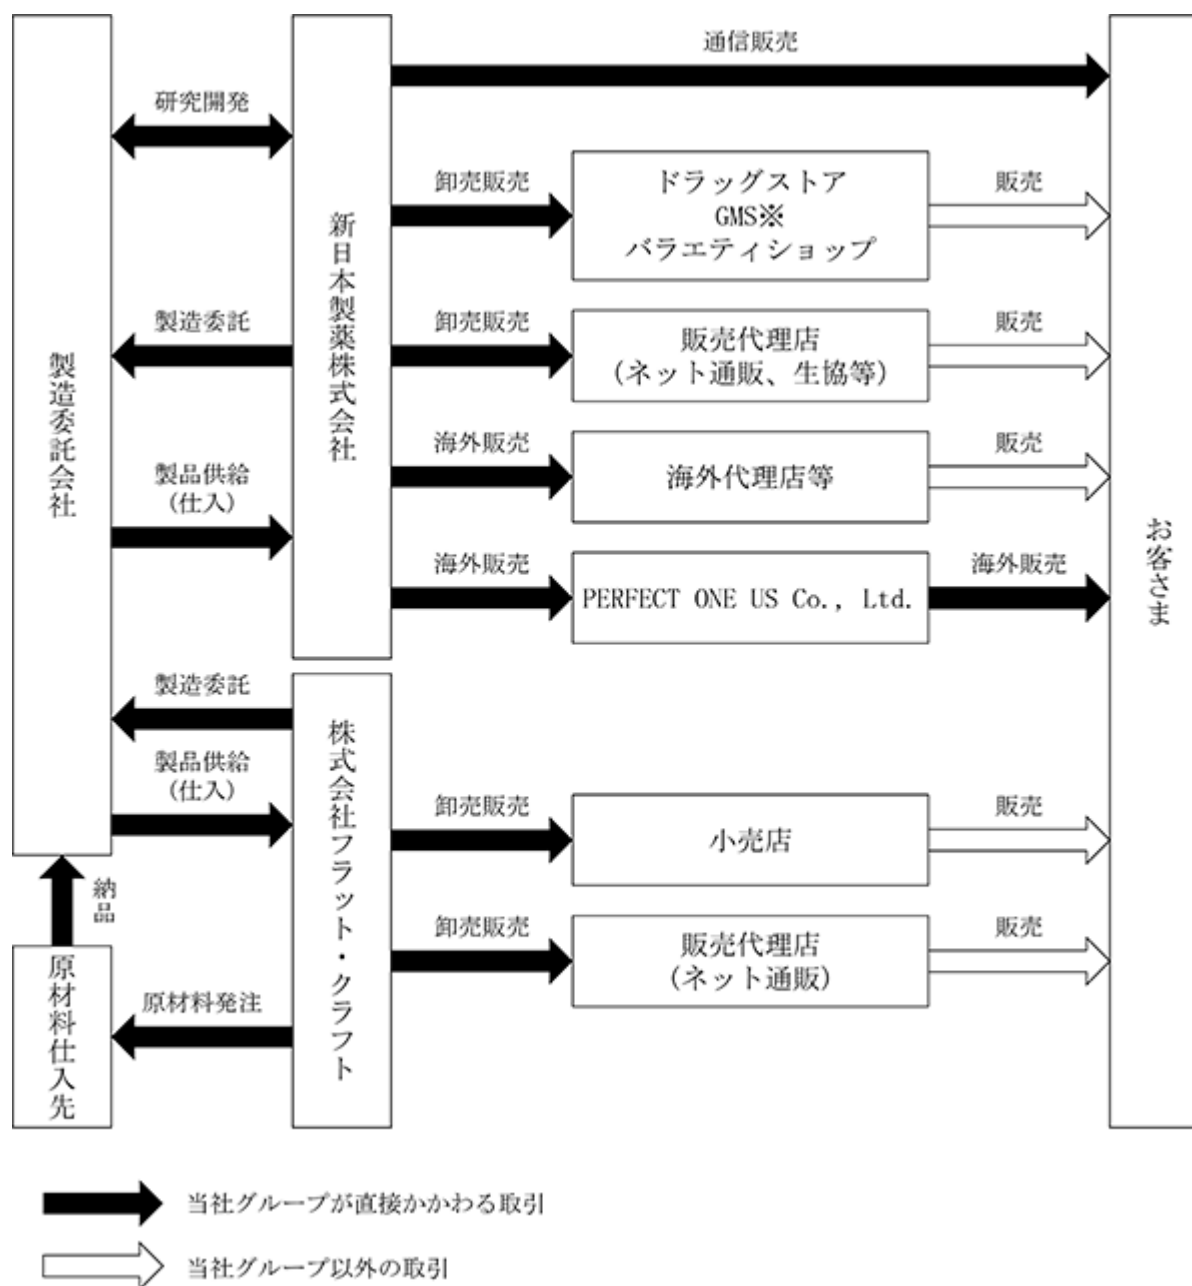 通信販売
研究開発
卸売販売
ドラッグストア
GMS※
バラエティショップ
販売
新日本製薬株式会社
製造委託
卸売販売
販売代理店
(ネット通販、生協等)
販売
製造委託会社
海外販売
海外代理店等
販売
製品供給
(仕入)
お客さま
海外販売
PERFECT ONE US Co., Ltd.
海外販売
製造委託
株式会社フラット・クラフト
製品供給
(仕入)
卸売販売
小売店
販売
納品
卸売販売
販売代理店
(ネット通販)
販売
原材料仕入先
原材料発注
当社グループが直接かかわる取引
当社グループ以外の取引